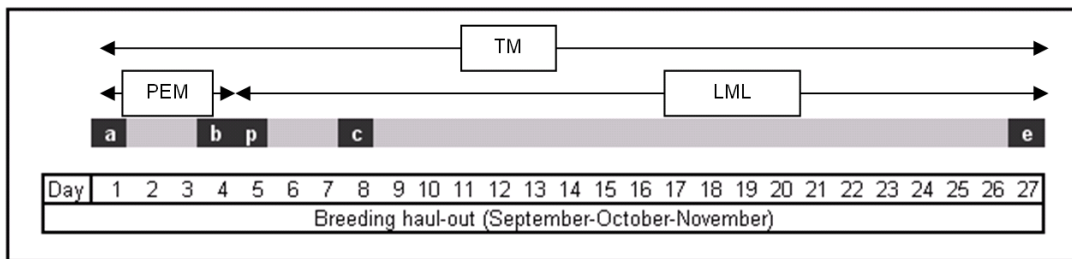 TM
PEM LML
a b p c e
Day 1 2 3 4 5 6 7 8 9 10 11 12 13 14 15 16 17 18 19 20 21 22 23 24 25 26 27
Breeding haul-out (September-October-November)